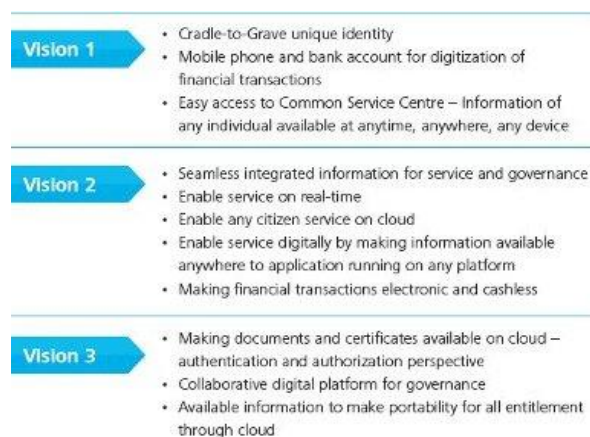 Vision 1
• Cradle-to-Grave unique identity
• Mobile phone and bank account for digitization of
financial transactions
• Easy access to Common Service Centre – Information of
any individual available at anytime, anywhere, any device
Vision 2
• Seamless integrated information for service and governance
• Enable service on real-time
• Enable any citizen service on cloud
• Enable service digitally by making information available
anywhere to application running on any platform
• Making financial transactions electronic and cashless
Vision 3
• Making documents and certificates available on cloud –
authentication and authorization perspective
• Collaborative digital platform for governance
• Available information to make portability for all entitlement
through cloud